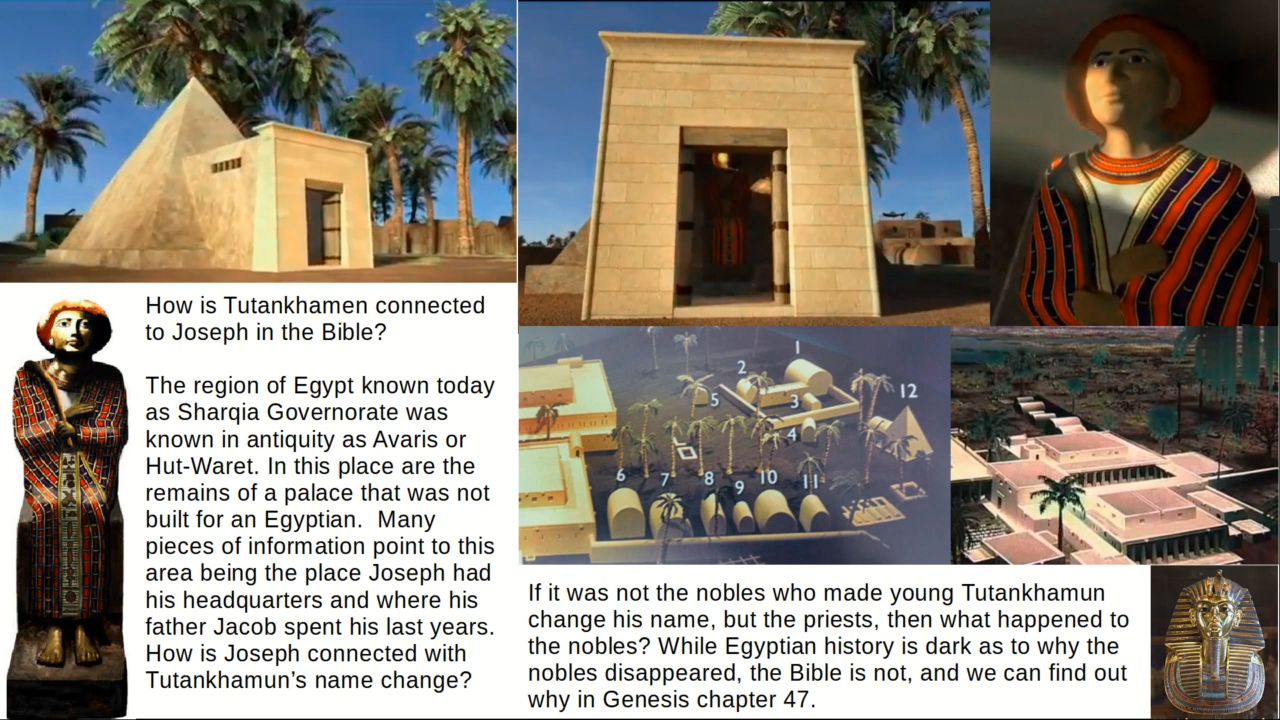 How is Tutankhamen connected
to Joseph in the Bible?
The region of Egypt known today
as Sharqia Governorate was
known in antiquity as Avaris or
Hut-Waret. In this place are the
remains of a palace that was not
built for an Egyptian.  Many
pieces of information point to this
area being the place Joseph had
his headquarters and where his
father Jacob spent his last years.
How is Joseph connected with
Tutankhamun’s name change?
1
2
12
5
3
4
6
7
8
9
10
11
If it was not the nobles who made young Tutankhamun
change his name, but the priests, then what happened to
the nobles? While Egyptian history is dark as to why the
nobles disappeared, the Bible is not, and we can find out
why in Genesis chapter 47.